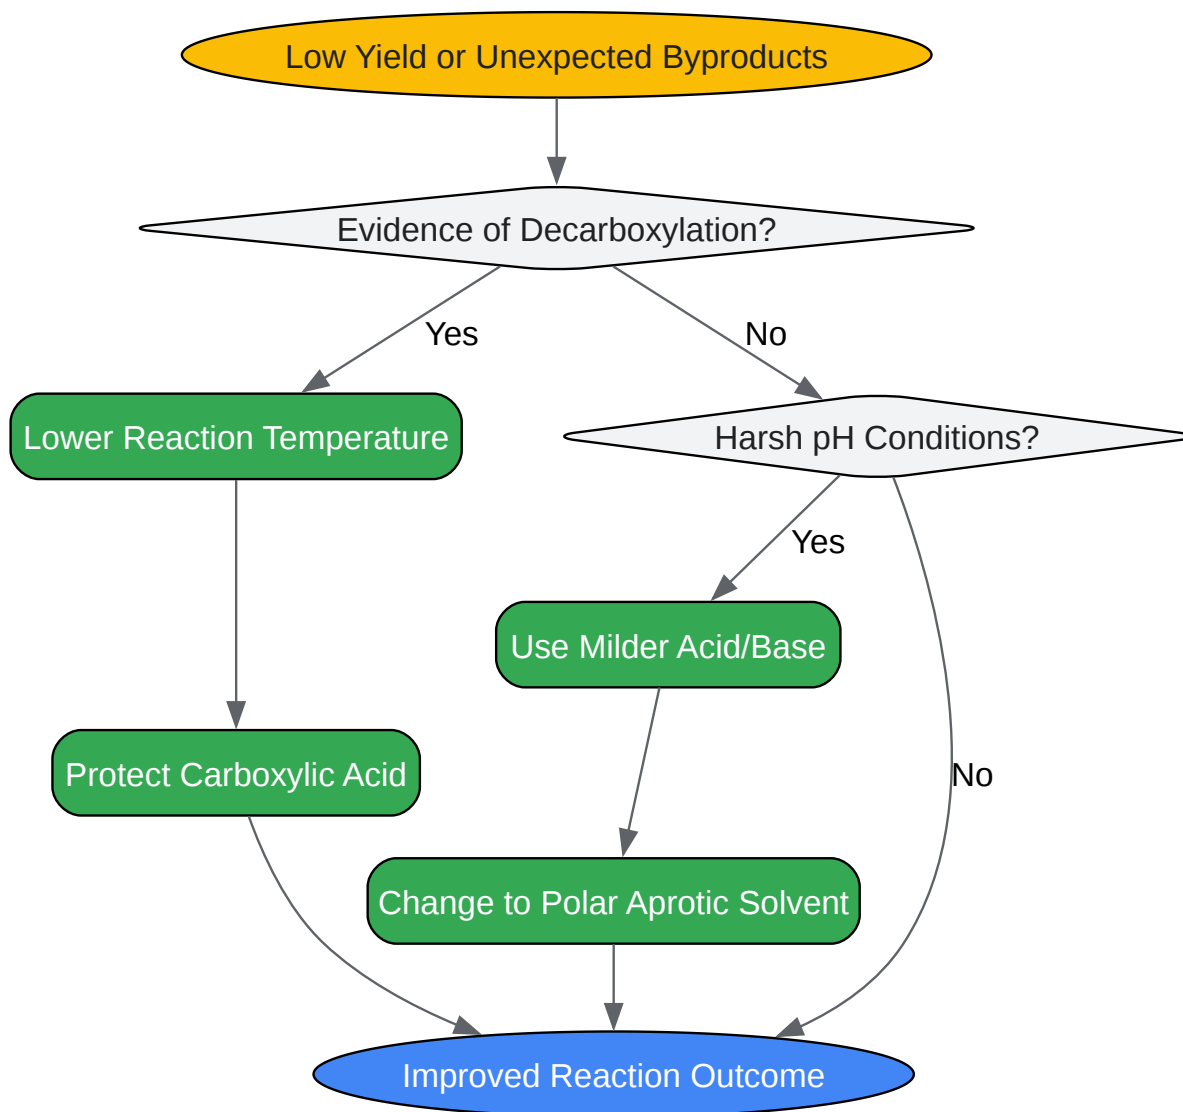 Low Yield or Unexpected Byproducts
Evidence of Decarboxylation?
Yes
No
Lower Reaction Temperature
Harsh pH Conditions?
Yes
Use Milder Acid/Base
Protect Carboxylic Acid
No
Change to Polar Aprotic Solvent
Improved Reaction Outcome